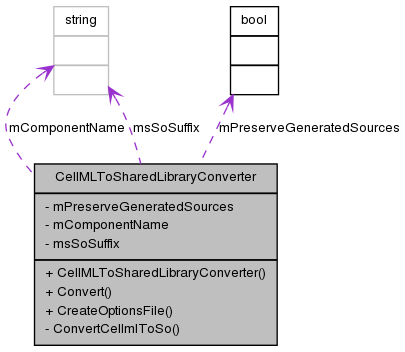 string
bool
mComponentName
msSoSuffix
mPreserveGeneratedSources
CellMLToSharedLibraryConverter
- mPreserveGeneratedSources
- mComponentName
- msSoSuffix
+ CellMLToSharedLibraryConverter()
+ Convert()
+ CreateOptionsFile()
- ConvertCellmlToSo()